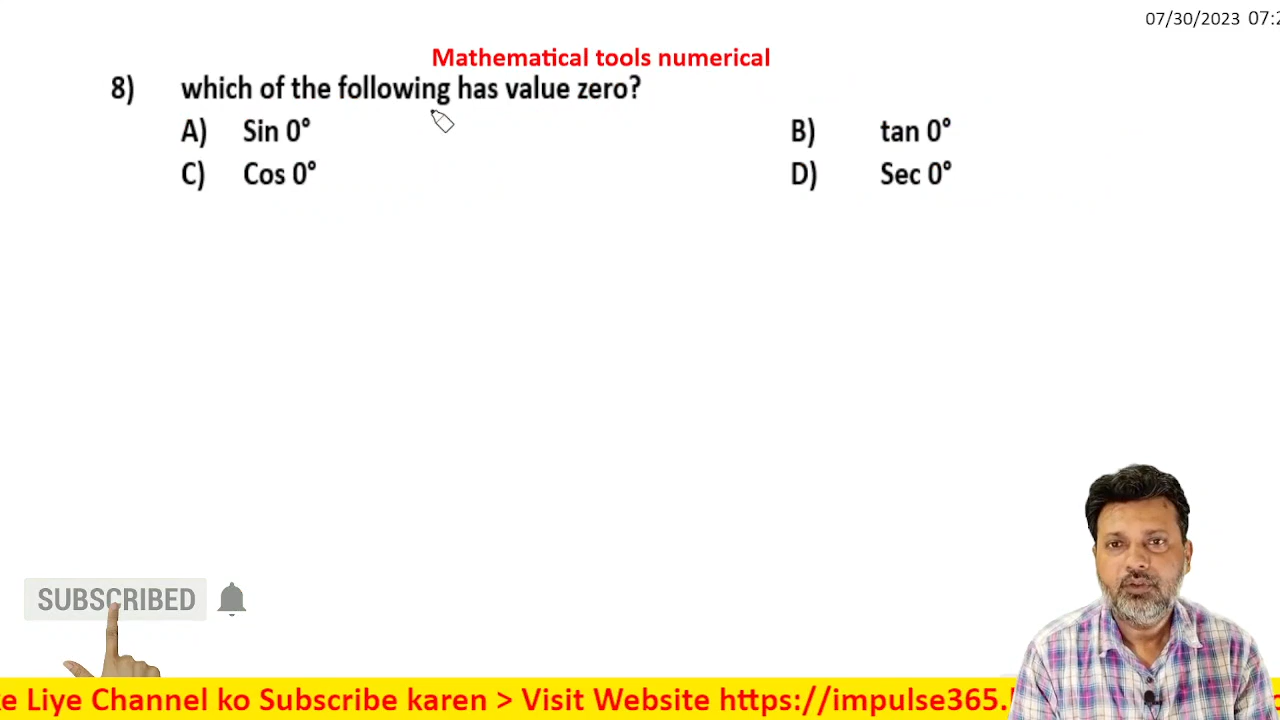 07/30/2023 07:2
Mathematical tools numerical
8) which of the following has value zero?
A) Sin 0° B) tan 0°
C) Cos 0° D) Sec 0°
SUBSCRIBED
Liye Channel ko Subscribe karen > Visit Website https://impulse365.